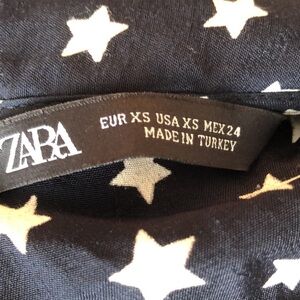 ZARA
EUR XS USA XS MEX 24
MADE IN TURKEY